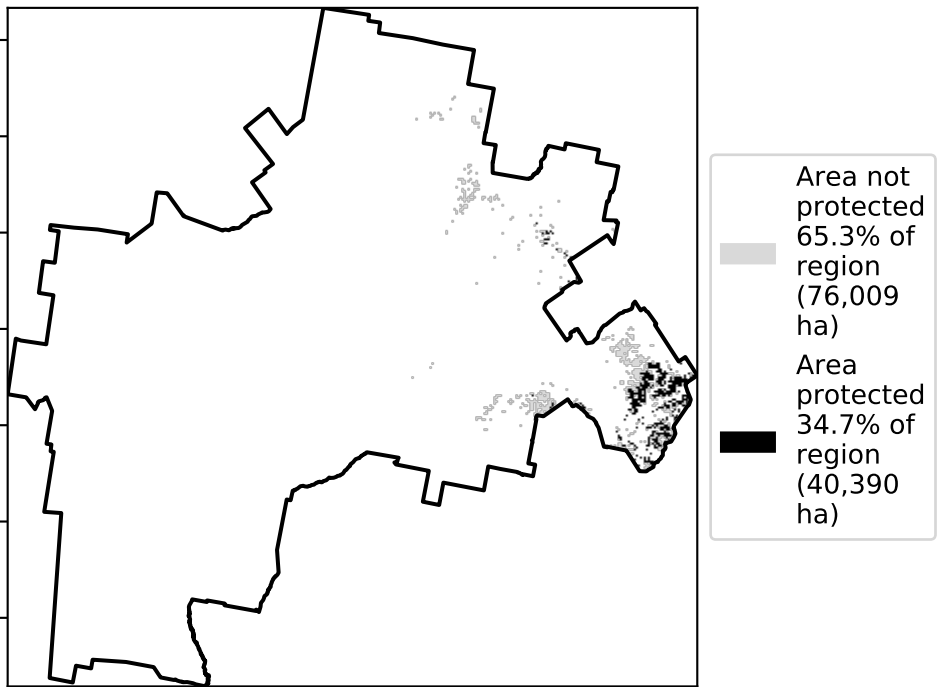 Area not
protected
65.3% of
region
(76,009
ha)
Area
protected
34.7% of
region
(40,390
ha)